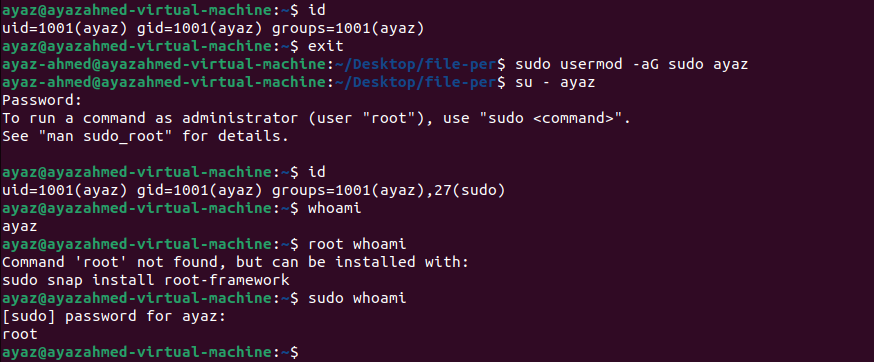 ayaz@ayazahmed-virtual-machine:~$ id
uid=1001(ayaz) gid=1001(ayaz) groups=1001(ayaz)
ayaz@ayazahmed-virtual-machine:~$ exit
ayaz-ahmed@ayazahmed-virtual-machine:~/Desktop/file-per$ sudo usermod -aG sudo ayaz
ayaz-ahmed@ayazahmed-virtual-machine:~/Desktop/file-per$ su - ayaz
Password:
To run a command as administrator (user "root"), use "sudo <command>".
See "man sudo_root" for details.

ayaz@ayazahmed-virtual-machine:~$ id
uid=1001(ayaz) gid=1001(ayaz) groups=1001(ayaz),27(sudo)
ayaz@ayazahmed-virtual-machine:~$ whoami
ayaz
ayaz@ayazahmed-virtual-machine:~$ root whoami
Command 'root' not found, but can be installed with:
sudo snap install root-framework
ayaz@ayazahmed-virtual-machine:~$ sudo whoami
[sudo] password for ayaz:
root
ayaz@ayazahmed-virtual-machine:~$